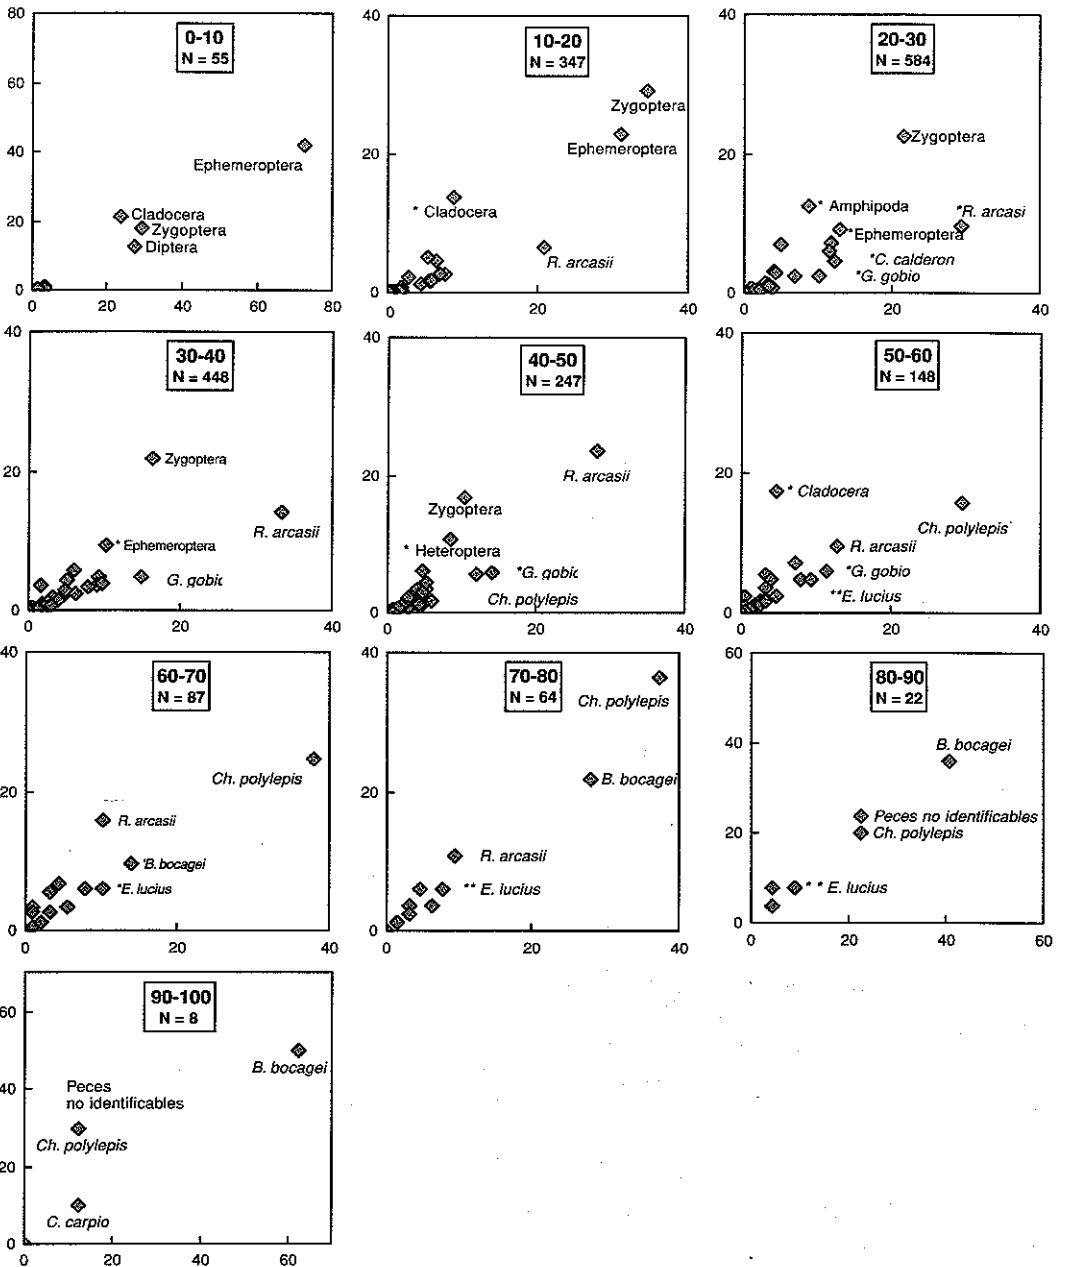 80
60
40
20
0
0
20
40
60
80
0-10
N = 55
Ephemeroptera
Cladocera
Zygoptera
Diptera
40
20
0
0
20
40
10-20
N = 347
Zygoptera
Ephemeroptera
* Cladocera
R. arcasii
40
20
0
0
20
40
20-30
N = 584
Zygoptera
* Amphipoda
*R. arcasi
*Ephemeroptera
*C. calderon
*G. gobio
40
20
0
0
20
40
30-40
N = 448
Zygoptera
R. arcasii
* Ephemeroptera
G. gobic
40
20
0
0
20
40
40-50
N = 247
R. arcasii
Zygoptera
* Heteroptera
*G. gobic
Ch. polylepis
40
20
0
0
20
40
50-60
N = 148
* Cladocera
Ch. polylepis
R. arcasii
*G. gobio
**E. lucius
40
20
0
0
20
40
60-70
N = 87
Ch. polylepis
R. arcasii
*B. bocagei
*E. lucius
40
20
0
0
20
40
70-80
N = 64
Ch. polylepis
B. bocagei
R. arcasii
** E. lucius
60
40
20
0
0
20
40
60
80-90
N = 22
B. bocagei
Peces no identificables
Ch. polylepis
* * E. lucius
60
40
20
0
0
20
40
60
90-100
N = 8
B. bocagei
Peces
no identificables
Ch. polylepis
C. carpio